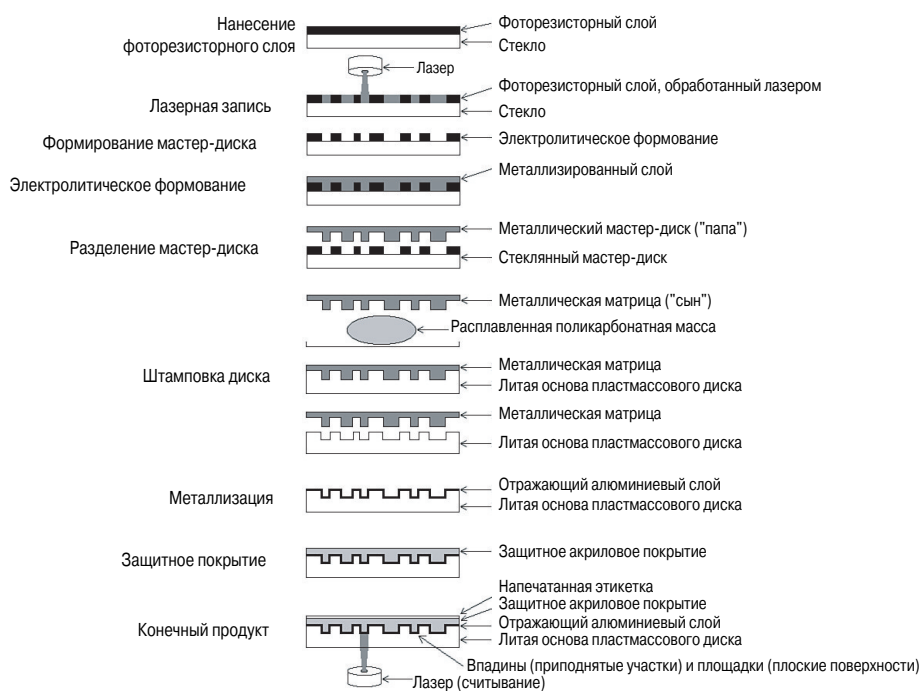 Нанесение
фоторезисторного слоя
Фоторезисторный слой
Стекло
Лазер
Лазерная запись
Фоторезисторный слой, обработанный лазером
Стекло
Формирование мастер-диска
Электролитическое формование
Электролитическое формование
Металлизированный слой
Разделение мастер-диска
Металлический мастер-диск ("папа")
Стеклянный мастер-диск
Металлическая матрица ("сын")
Расплавленная поликарбонатная масса
Штамповка диска
Металлическая матрица
Литая основа пластмассового диска
Металлическая матрица
Литая основа пластмассового диска
Металлизация
Отражающий алюминиевый слой
Литая основа пластмассового диска
Защитное покрытие
Защитное акриловое покрытие
Конечный продукт
Напечатанная этикетка
Защитное акриловое покрытие
Отражающий алюминиевый слой
Литая основа пластмассового диска
Впадины (приподнятые участки) и площадки (плоские поверхности)
Лазер (считывание)